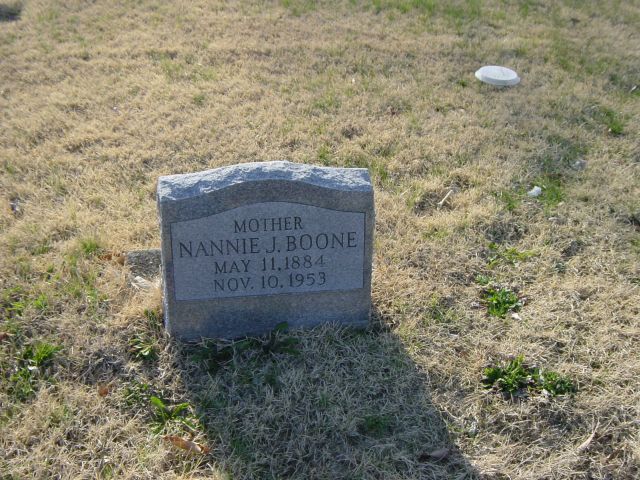 MOTHER
NANNIE J. BOONE
MAY 11, 1884
NOV. 10, 1953